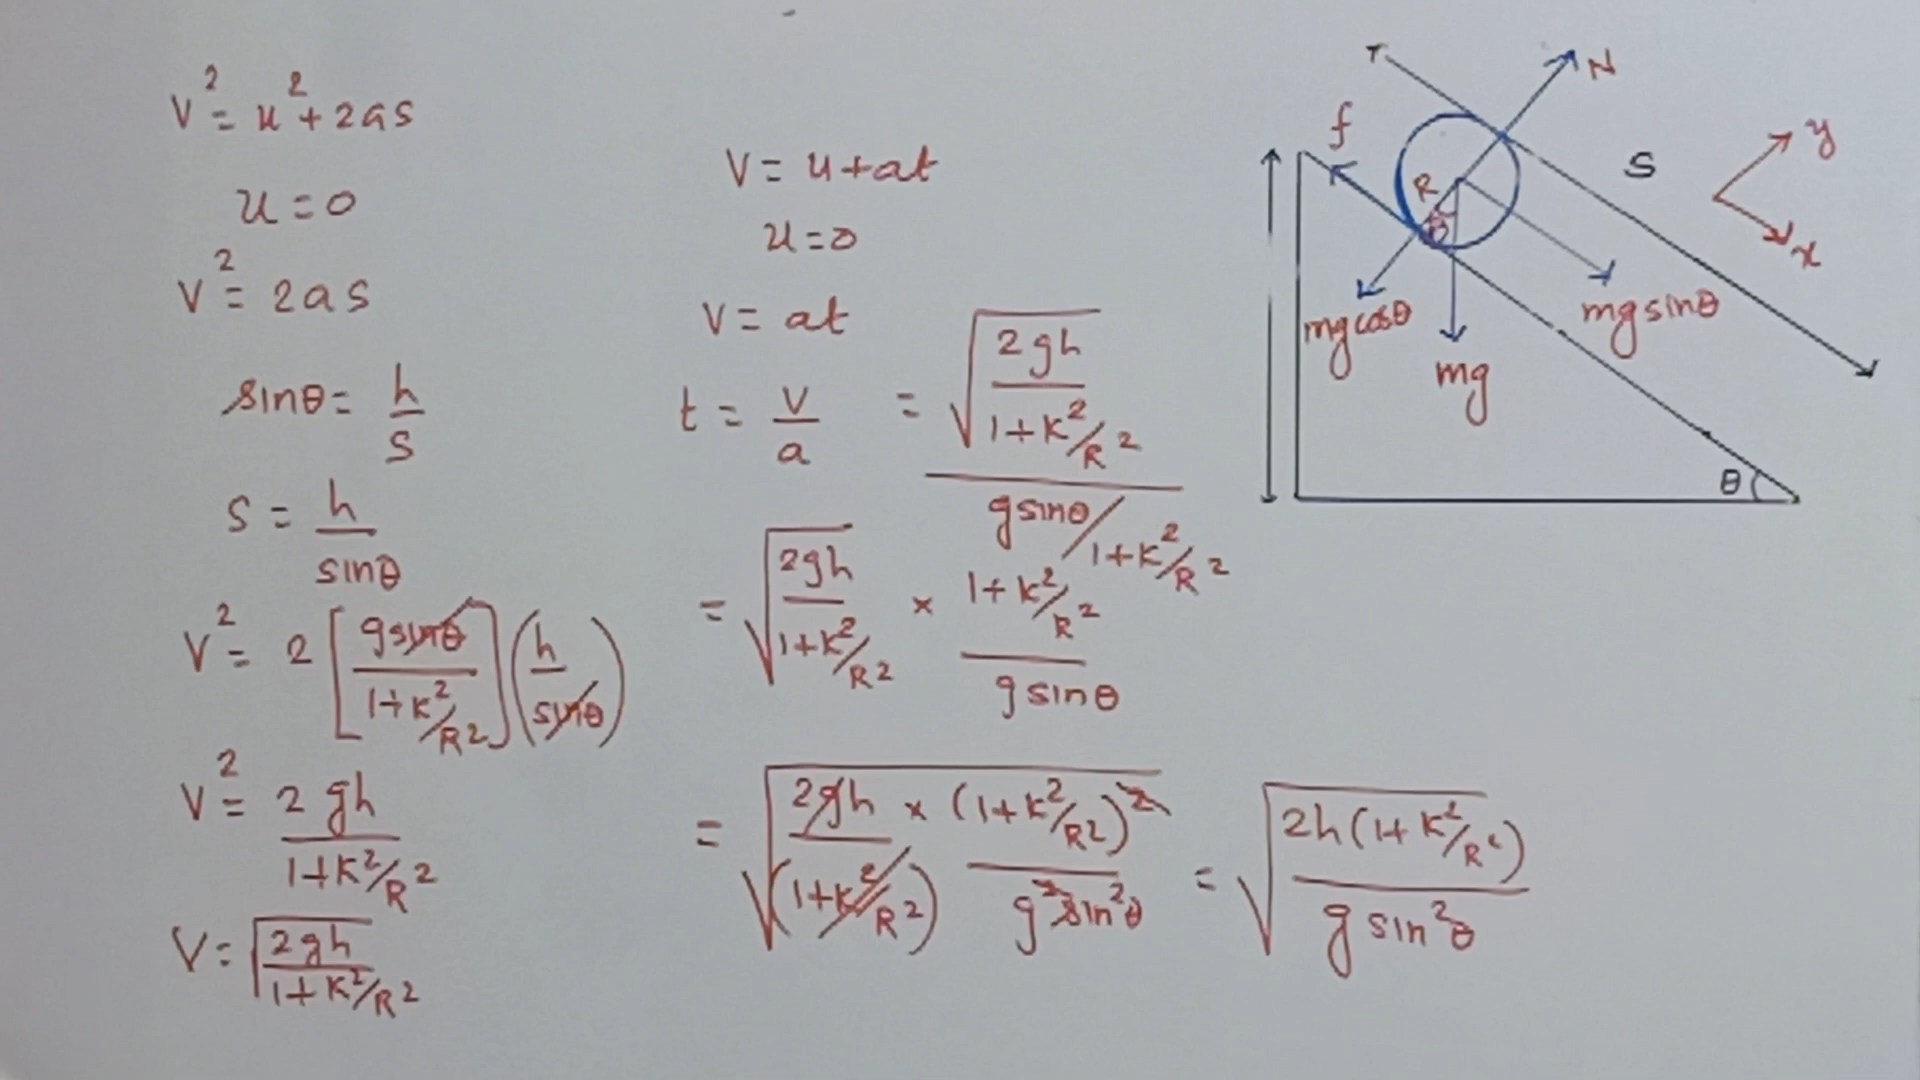 v² = u² + 2as
u = 0
v² = 2as
sinθ = h/s
s = h/sinθ
v² = 2 [gsinθ/(1+K²/R²)] (h/sinθ)
v² = 2gh/(1+K²/R²)
V = √(2gh/(1+K²/R²))
V = u + at
u = 0
V = at
t = V/a = √(2gh/(1+K²/R²)) / (gsinθ/(1+K²/R²))
= √(2gh/(1+K²/R²)) × (1+K²/R²)/(gsinθ)
= √(2gh/(1+K²/R²) × (1+K²/R²)²/(g²sin²θ)) = √(2h(1+K²/R²)/(g sin²θ))
N
f
R
θ
S
y
x
mgcosθ
mg
mgsinθ
θ